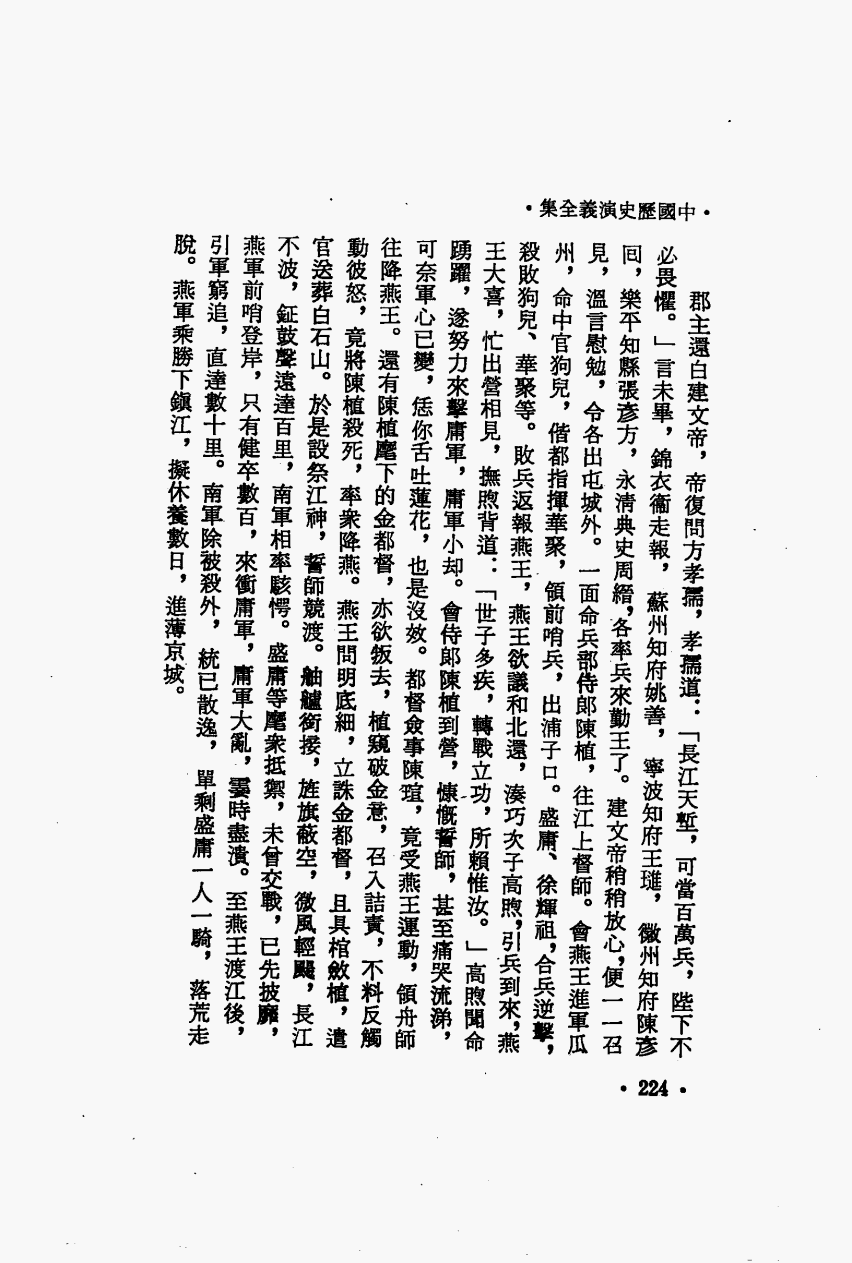 ·中國歷史演義全集·
郡主還白建文帝，帝復問方孝孺，孝孺道：「長江天塹，可當百萬兵，陛下不
必畏懼。」言未畢，錦衣衞走報，蘇州知府姚善，寧波知府王璡，徽州知府陳彥
囘，樂平知縣張彥方，永清典史周縉，各率兵來勤王了。建文帝稍稍放心，便一一召
見，溫言慰勉，令各出屯城外。一面命兵部侍郎陳植，往江上督師。會燕王進軍瓜
州，命中官狗兒，偕都指揮華聚，領前哨兵，出浦子口。盛庸、徐輝祖，合兵逆擊，
殺敗狗兒、華聚等。敗兵返報燕王，燕王欲議和北還，湊巧次子高煦，引兵到來，燕
王大喜，忙出營相見，撫煦背道：「世子多疾，轉戰立功，所賴惟汝。」高煦聞命
踴躍，遂努力來擊庸軍，庸軍小却。會侍郎陳植到營，慷慨誓師，甚至痛哭流涕，
可奈軍心已變，恁你舌吐蓮花，也是沒效。都督僉事陳瑄，竟受燕王運動，領舟師
往降燕王。還有陳植麾下的金都督，亦欲叛去，植窺破金意，召入詰責，不料反觸
動彼怒，竟將陳植殺死，率衆降燕。燕王問明底細，立誅金都督，且具棺斂植，遣
官送葬白石山。於是設祭江神，誓師競渡。舳艫銜接，旌旗蔽空，微風輕颺，長江
不波，鉦鼓聲遠達百里，南軍相率駭愕。盛庸等麾衆抵禦，未曾交戰，已先披靡，
燕軍前哨登岸，只有健卒數百，來衝庸軍，庸軍大亂，霎時盡潰。至燕王渡江後，
引軍窮追，直達數十里。南軍除被殺外，統已散逸，單剩盛庸一人一騎，落荒走
脫。燕軍乘勝下鎭江，擬休養數日，進薄京城。
·224·